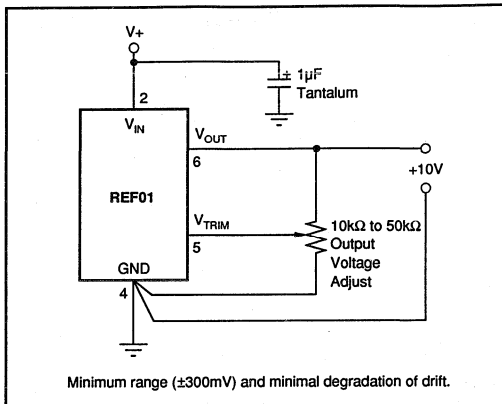 V+
2
± 1µF
Tantalum
VIN
VOUT
6
+10V
REF01
VTRIM
5
10kΩ to 50kΩ
Output
Voltage
Adjust
GND
4
Minimum range (±300mV) and minimal degradation of drift.